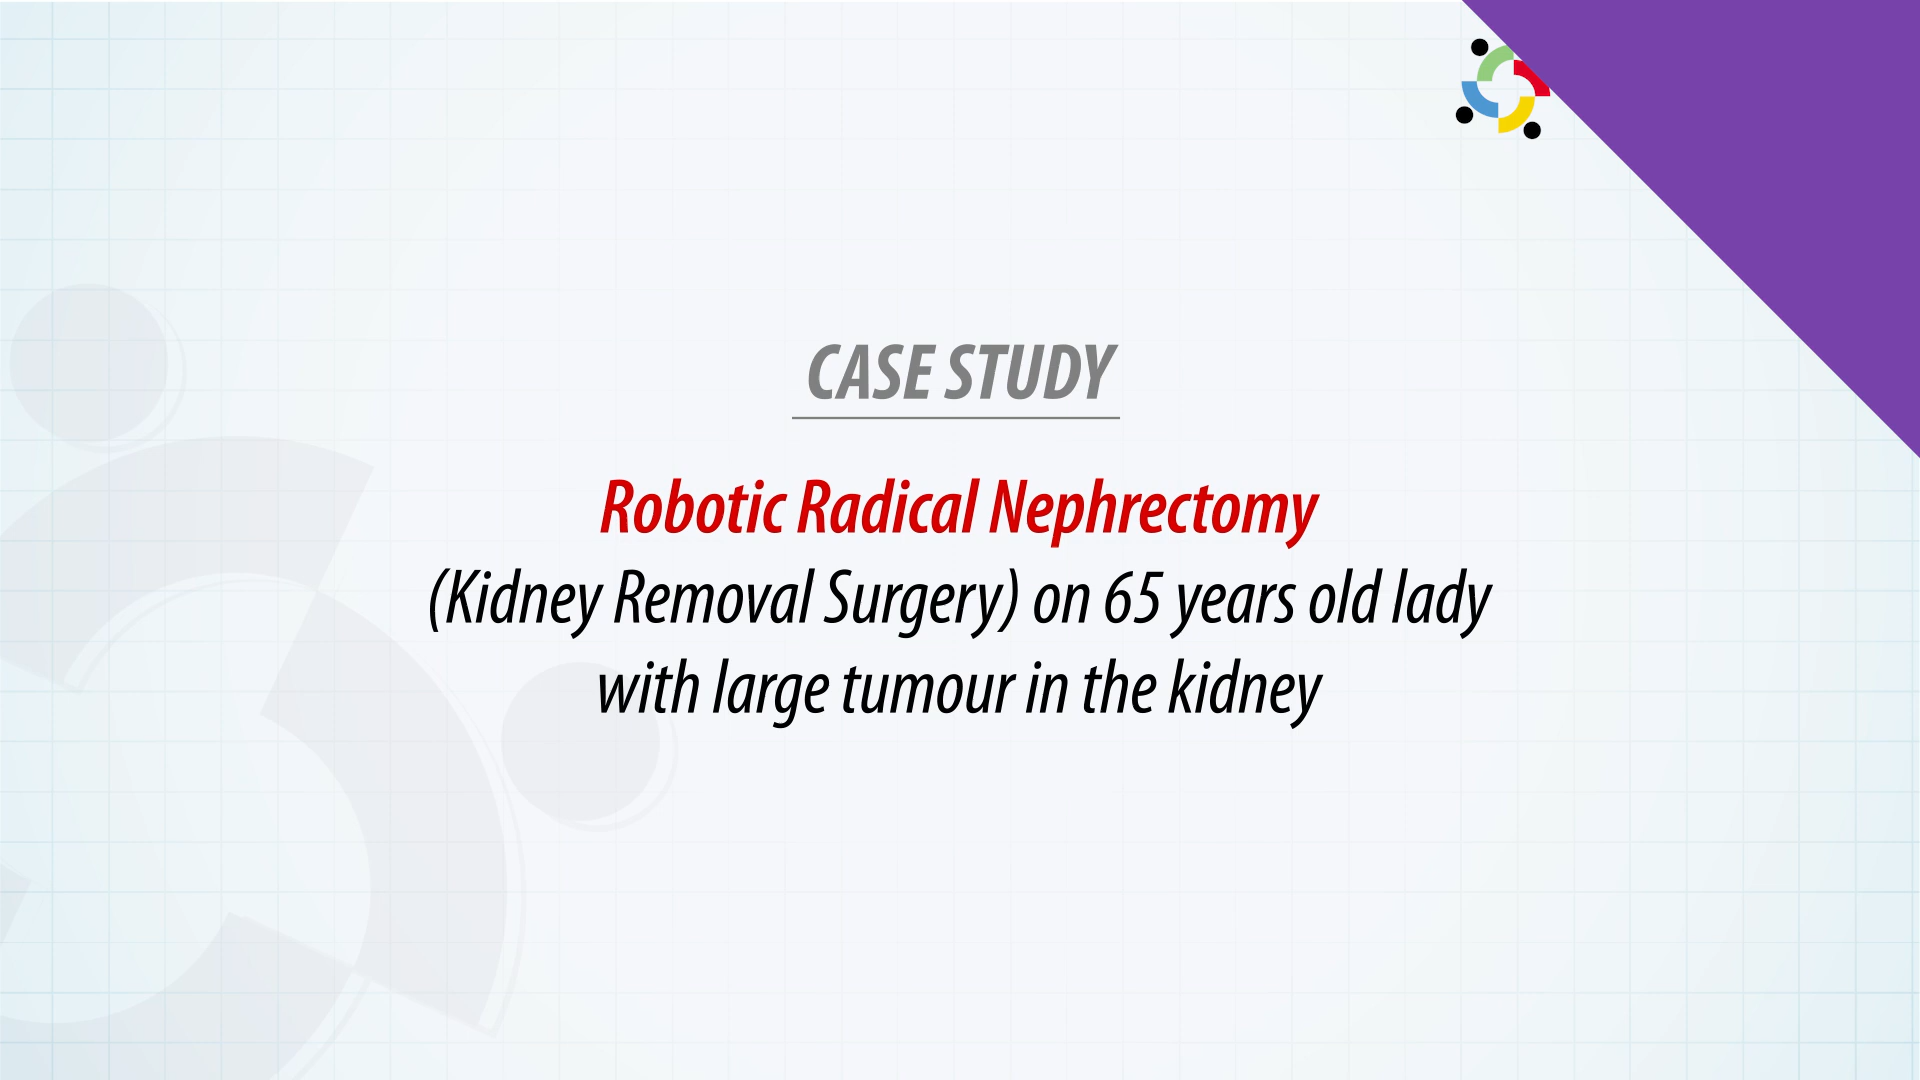 CASE STUDY
Robotic Radical Nephrectomy
(Kidney Removal Surgery) on 65 years old lady
with large tumour in the kidney